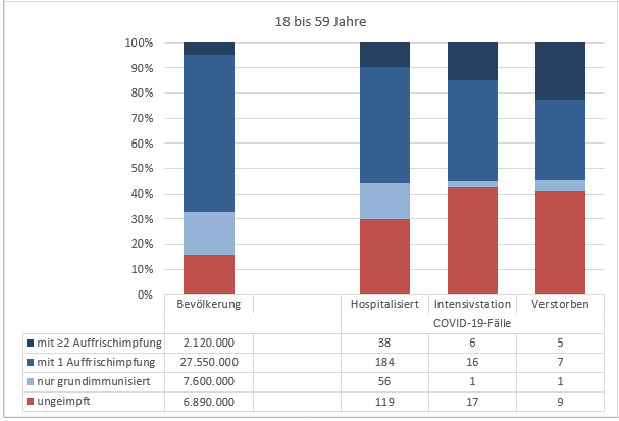 18 bis 59 Jahre
100%
90%
80%
70%
60%
50%
40%
30%
20%
10%
0%
Bevölkerung Hospitalisiert Intensivstation Verstorben
COVID-19-Fälle
mit ≥2 Auffrischimpfung 2.120.000 38 6 5
mit 1 Auffrischimpfung 27.550.000 184 16 7
nur grundimmunisiert 7.600.000 56 1 1
ungeimpft 6.890.000 119 17 9